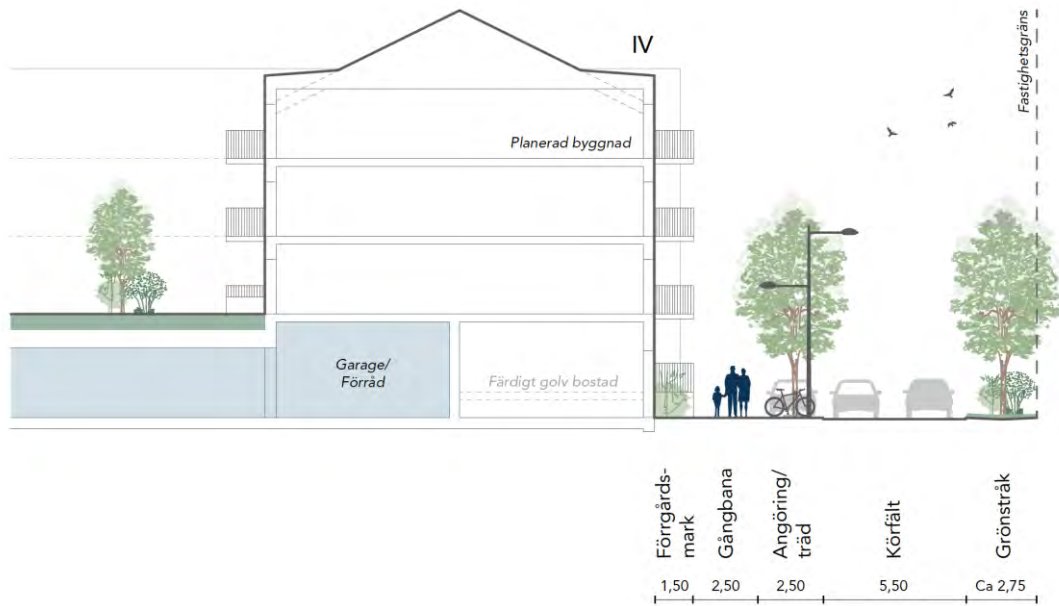 IV
Fastighetsgräns
Planerad byggnad
Garage/
Förråd
Färdigt golv bostad
Förrgårds-
mark
Gångbana
Angöring/
träd
Körfält
Grönstråk
1,50
2,50
2,50
5,50
Ca 2,75